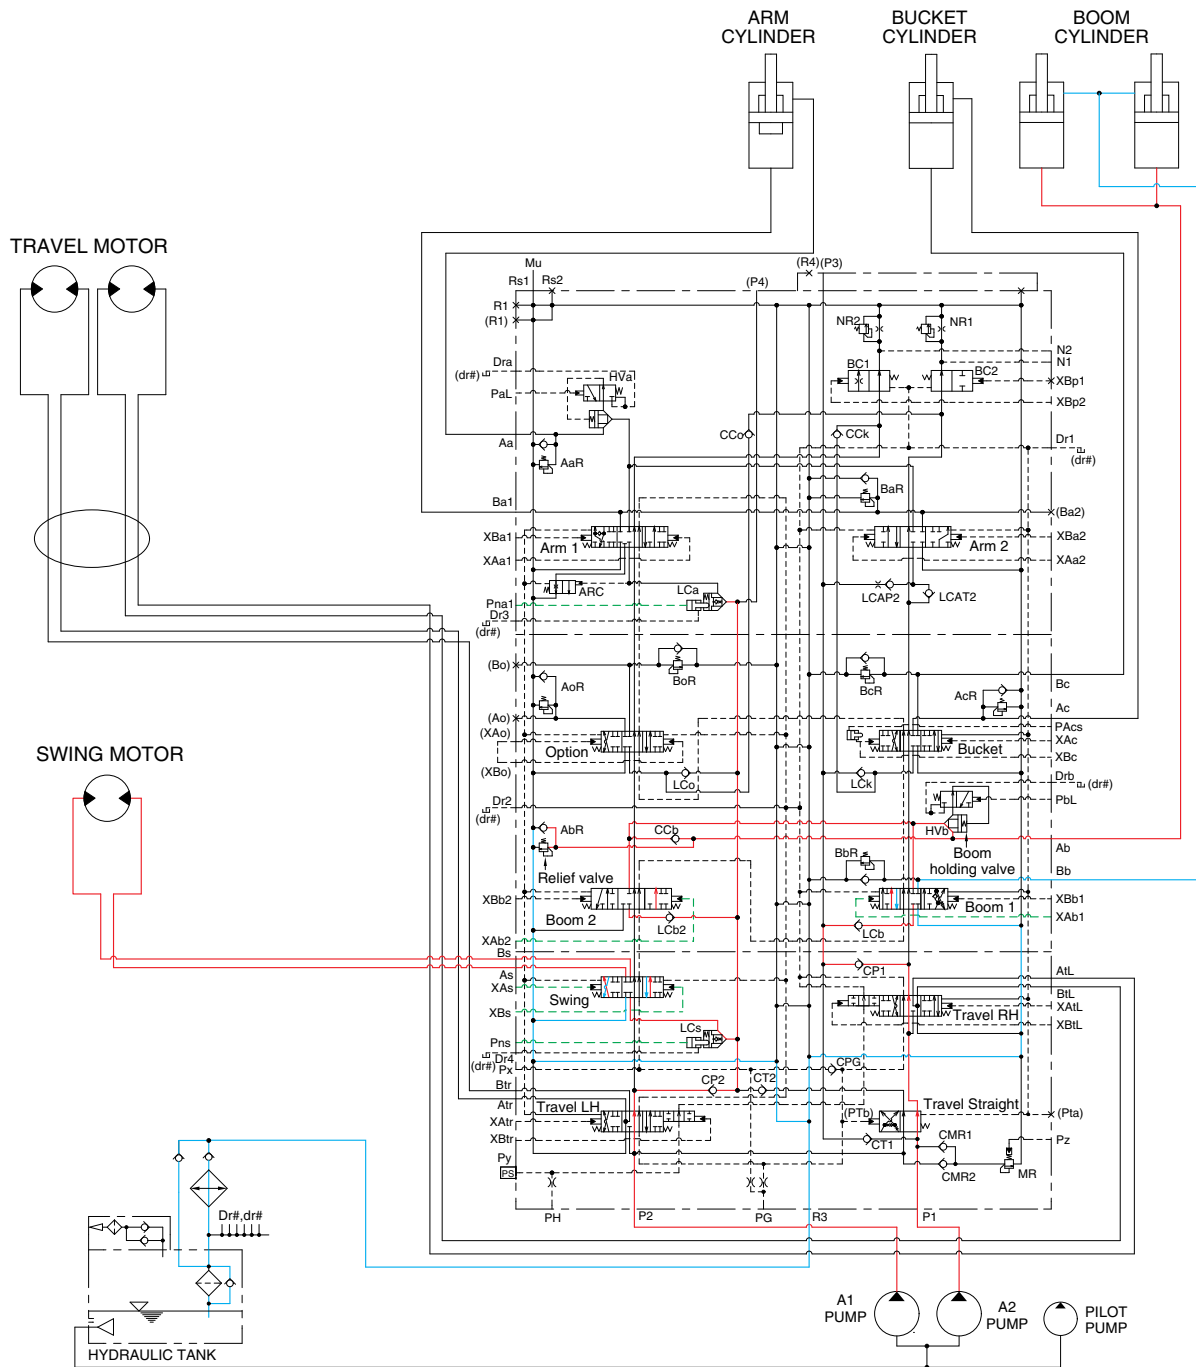 ARM
CYLINDER
BUCKET
CYLINDER
BOOM
CYLINDER
TRAVEL MOTOR
Mu
Rs1
Rs2
(P4)
(R4)
(P3)
R1
(R1)
NR2
NR1
Dra
(dr#)
HVa
PaL
BC1
BC2
N2
N1
XBp1
XBp2
CCo
CCk
Aa
AaR
Dr1
(dr#)
Ba1
BaR
(Ba2)
XBa1
Arm 1
Arm 2
XBa2
XAa1
XAa2
ARC
LCa
LCAP2
LCAT2
Pna1
Dr3
(dr#)
(Bo)
BoR
BcR
Bc
AoR
AcR
Ac
(Ao)
(XAo)
Option
Bucket
PAcs
XAc
XBc
(XBo)
LCo
LCk
Drb
(dr#)
Dr2
(dr#)
PbL
SWING MOTOR
AbR
CCb
HVb
Relief valve
Boom
holding valve
Ab
BbR
Bb
XBb2
Boom 2
Boom 1
XBb1
XAb1
LCb2
LCb
XAb2
Bs
CP1
As
AtL
XAs
Swing
BtL
XBs
Travel RH
XAtL
XBtL
Pns
LCs
Dr4
(dr#)
Px
CPG
Btr
CP2
CT2
Atr
Travel LH
Travel Straight
XAtr
(PTb)
(Pta)
XBtr
CT1
CMR1
Pz
Py
PS
CMR2
MR
PH
P2
PG
R3
P1
Dr#,dr#
A1
PUMP
A2
PUMP
PILOT
PUMP
HYDRAULIC TANK